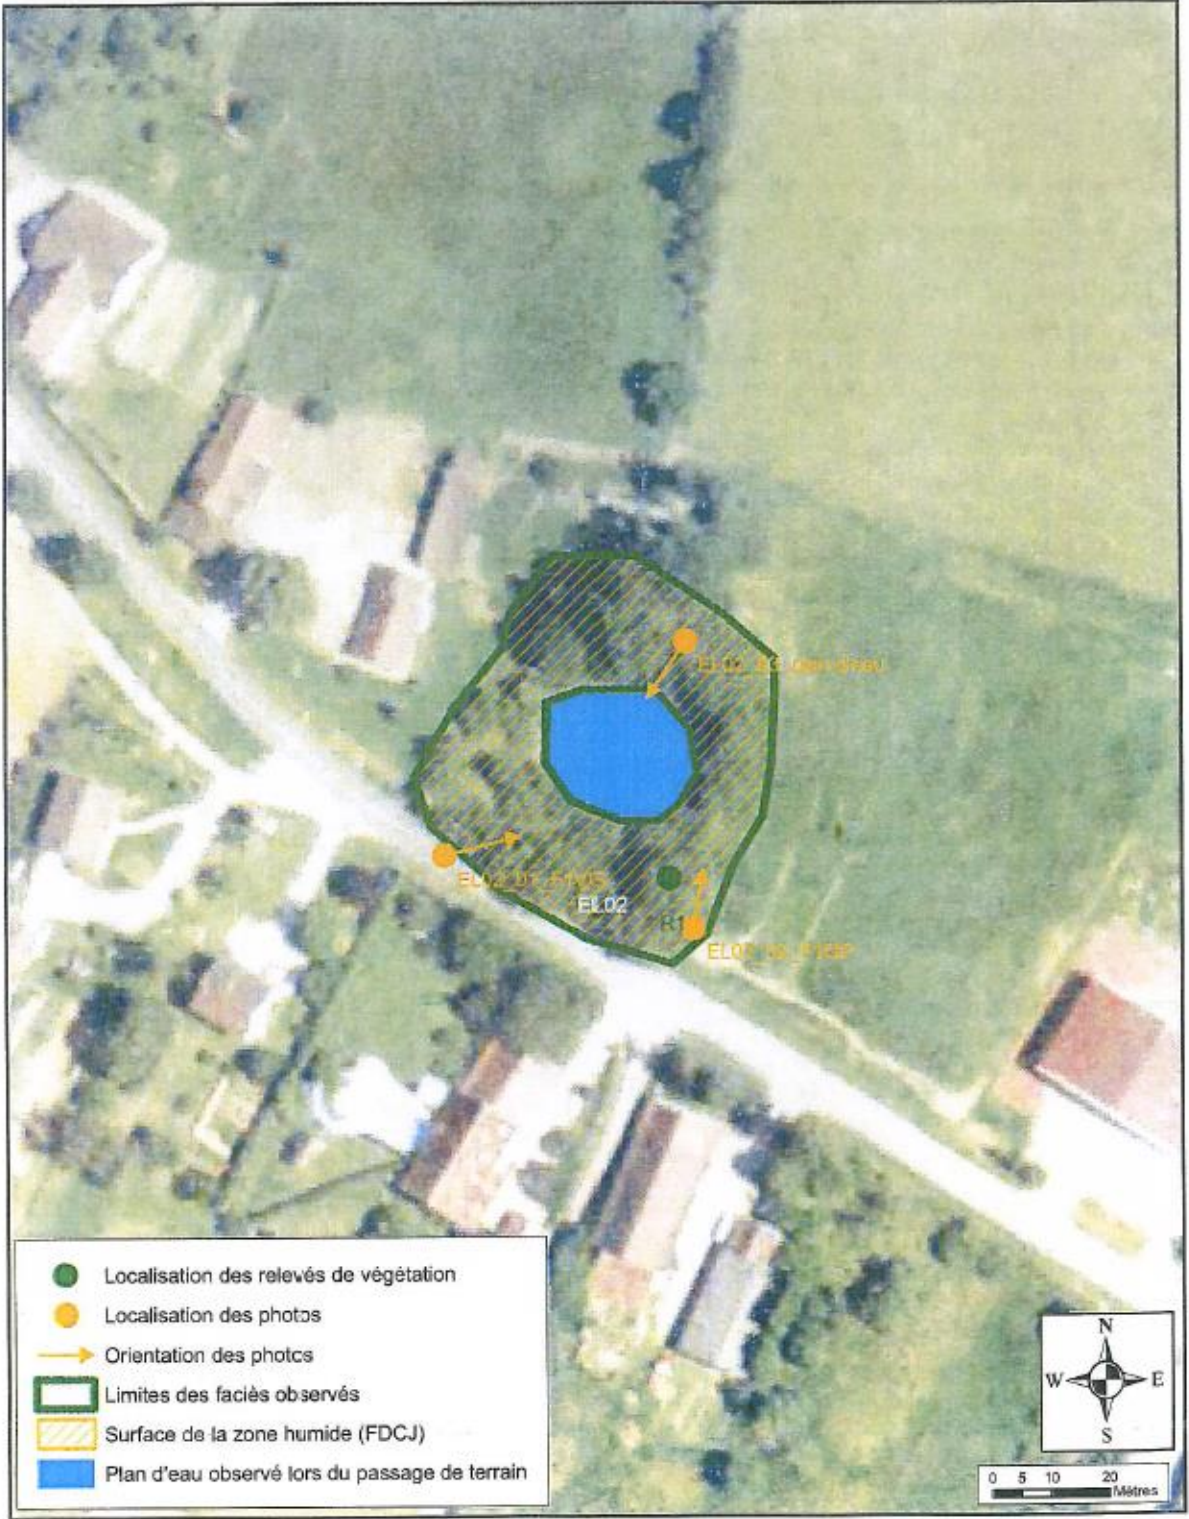 EL02
R1
Localisation des relevés de végétation
Localisation des photos
Orientation des photos
Limites des faciès observés
Surface de la zone humide (FDCJ)
Plan d'eau observé lors du passage de terrain
N
W E
S
0 5 10 20
Mètres